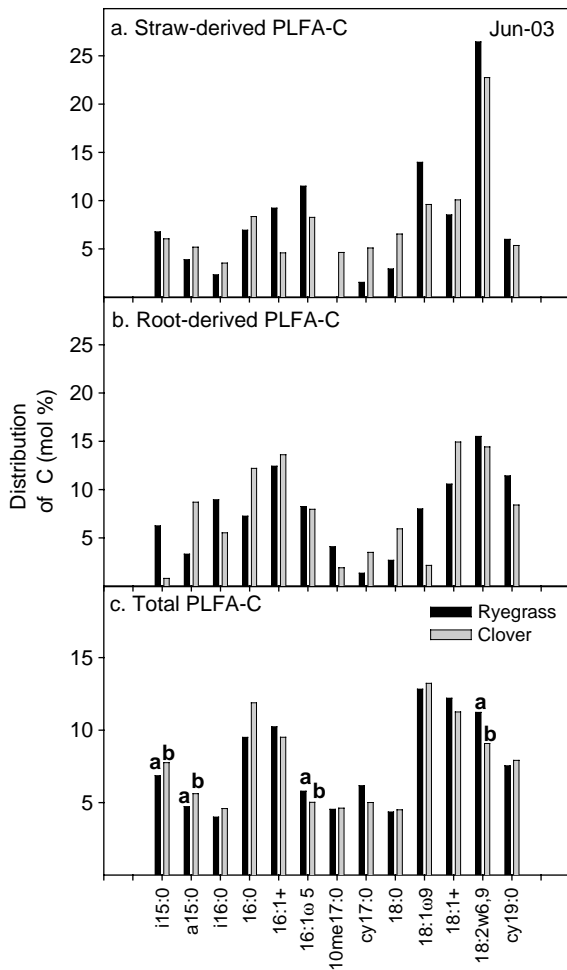 a. Straw-derived PLFA-C
Jun-03
25
20
15
10
5
b. Root-derived PLFA-C
25
20
15
10
5
Distribution
of C (mol %)
c. Total PLFA-C
Ryegrass
Clover
15
10
5
a b
a b
a b
a b
i15:0
a15:0
i16:0
16:0
16:1+
16:1ω 5
10me17:0
cy17:0
18:0
18:1ω9
18:1+
18:2w6,9
cy19:0